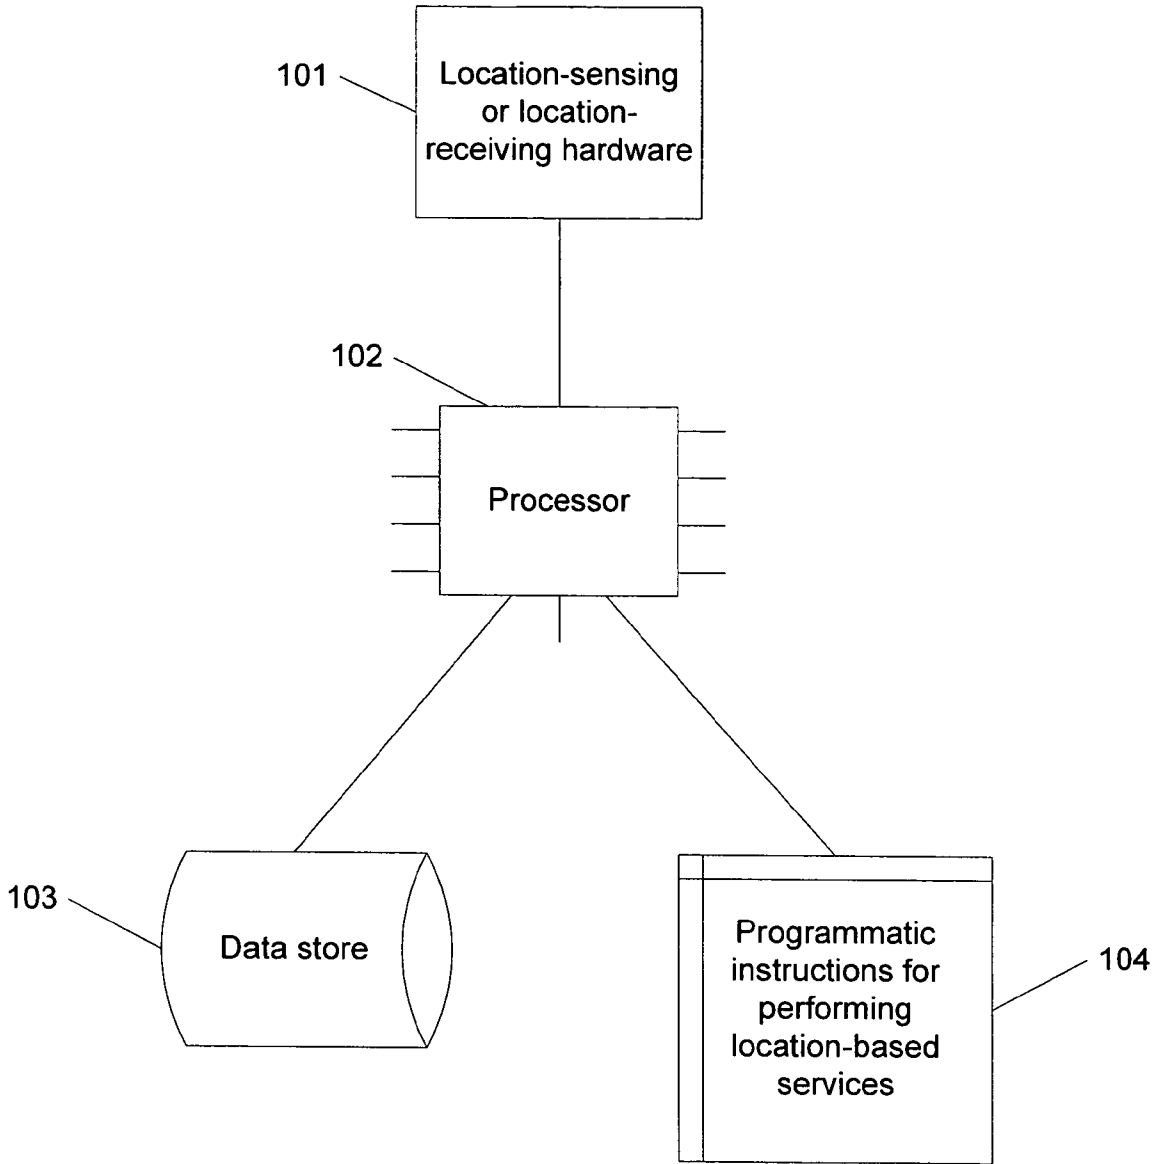 101
Location-sensing
or location-
receiving hardware
102
Processor
103
Data store
Programmatic
instructions for
performing
location-based
services
104